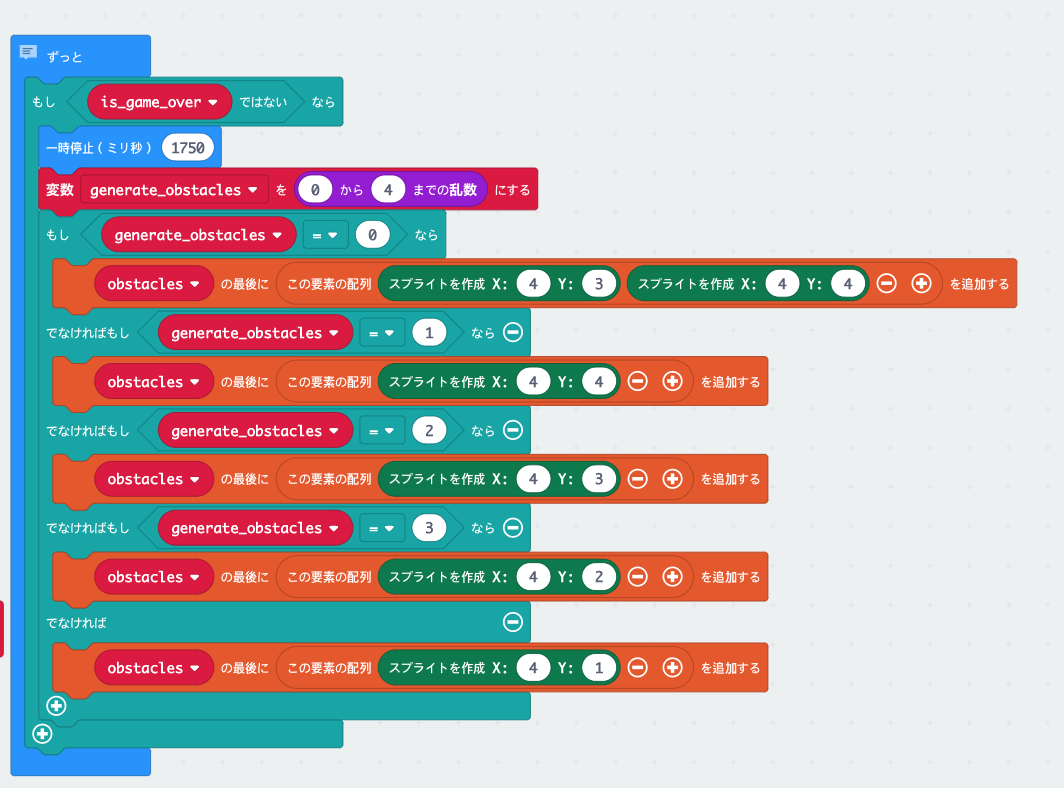 ずっと
もし is_game_over ではない なら
一時停止(ミリ秒) 1750
変数 generate_obstacles を 0 から 4 までの乱数 にする
もし generate_obstacles = 0 なら
obstacles の最後に この要素の配列 スプライトを作成 X: 4 Y: 3 スプライトを作成 X: 4 Y: 4 を追加する
でなければもし generate_obstacles = 1 なら
obstacles の最後に この要素の配列 スプライトを作成 X: 4 Y: 4 を追加する
でなければもし generate_obstacles = 2 なら
obstacles の最後に この要素の配列 スプライトを作成 X: 4 Y: 3 を追加する
でなければもし generate_obstacles = 3 なら
obstacles の最後に この要素の配列 スプライトを作成 X: 4 Y: 2 を追加する
でなければ
obstacles の最後に この要素の配列 スプライトを作成 X: 4 Y: 1 を追加する